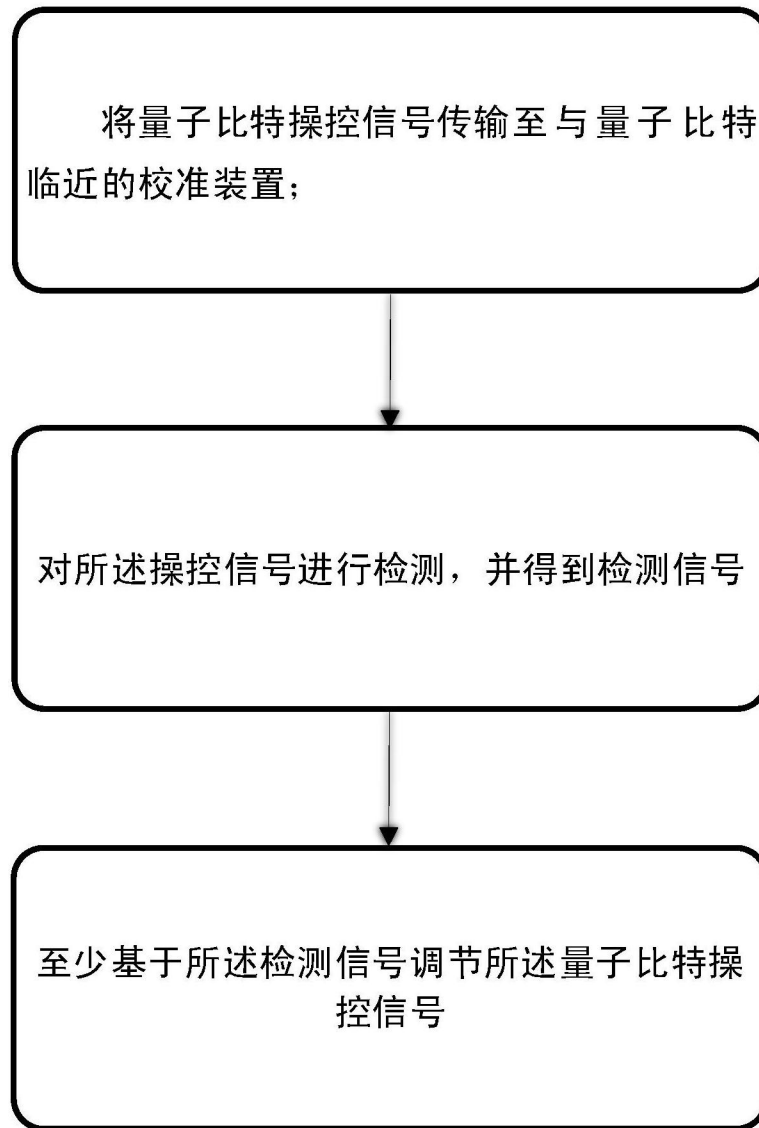 将量子比特操控信号传输至与量子比特
临近的校准装置；
对所述操控信号进行检测，并得到检测信号
至少基于所述检测信号调节所述量子比特操
控信号